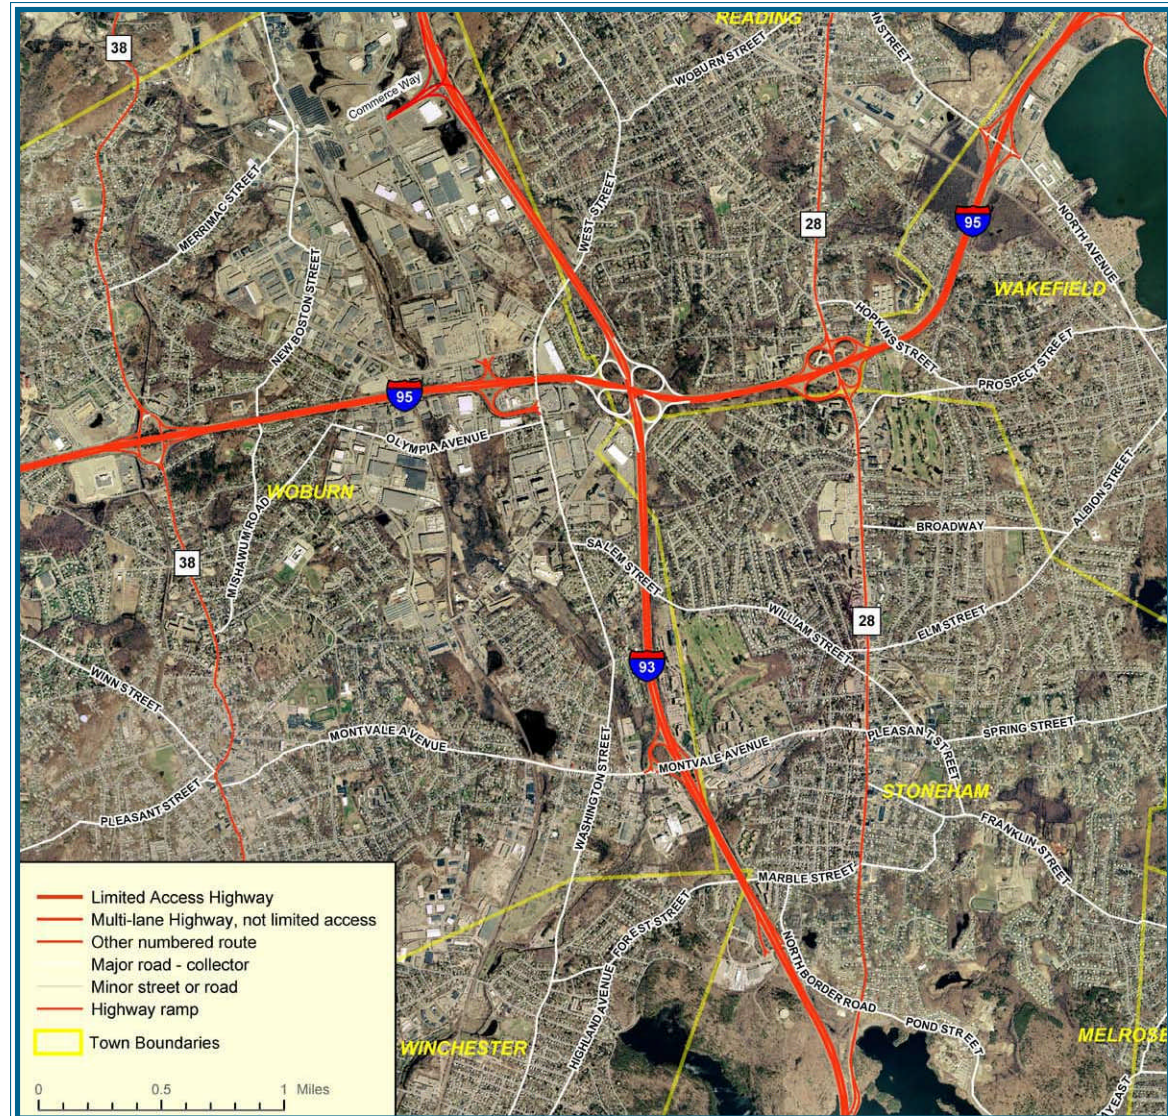 READING
38
Commerce Way
WOBURN STREET
HN STREET
MERRIMAC STREET
WEST STREET
28
95
NORTH AVENUE
NEW BOSTON STREET
WAKEFIELD
HOPKINS STREET
PROSPECT STREET
95
OLYMPIA AVENUE
WOBURN
MISHAWUM ROAD
ALBION STREET
BROADWAY
SALEM STREET
38
WILLIAM STREET
28
ELM STREET
93
WINN STREET
MONTVALE AVENUE
MONTVALE AVENUE
PLEASANT STREET
SPRING STREET
WASHINGTON STREET
PLEASANT STREET
STONEHAM
FRANKLIN STREET
MARBLE STREET
FOREST STREET
NORTH BORDER ROAD
HIGHLAND AVENUE
POND STREET
WINCHESTER
MELROSE
YEAST
Limited Access Highway
Multi-lane Highway, not limited access
Other numbered route
Major road - collector
Minor street or road
Highway ramp
Town Boundaries
0 0.5 1 Miles